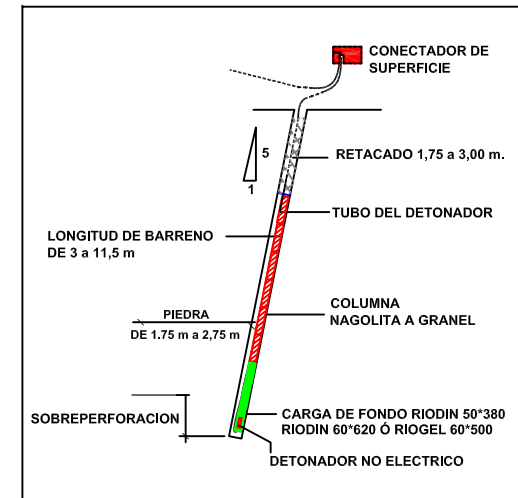 CONECTADOR DE
SUPERFICIE
5
1
RETACADO 1,75 a 3,00 m.
TUBO DEL DETONADOR
LONGITUD DE BARRENO
DE 3 a 11,5 m
PIEDRA
DE 1.75 m a 2,75 m
COLUMNA
NAGOLITA A GRANEL
SOBREPERFORACION
CARGA DE FONDO RIODIN 50*380
RIODIN 60*620 Ó RIOGEL 60*500
DETONADOR NO ELECTRICO